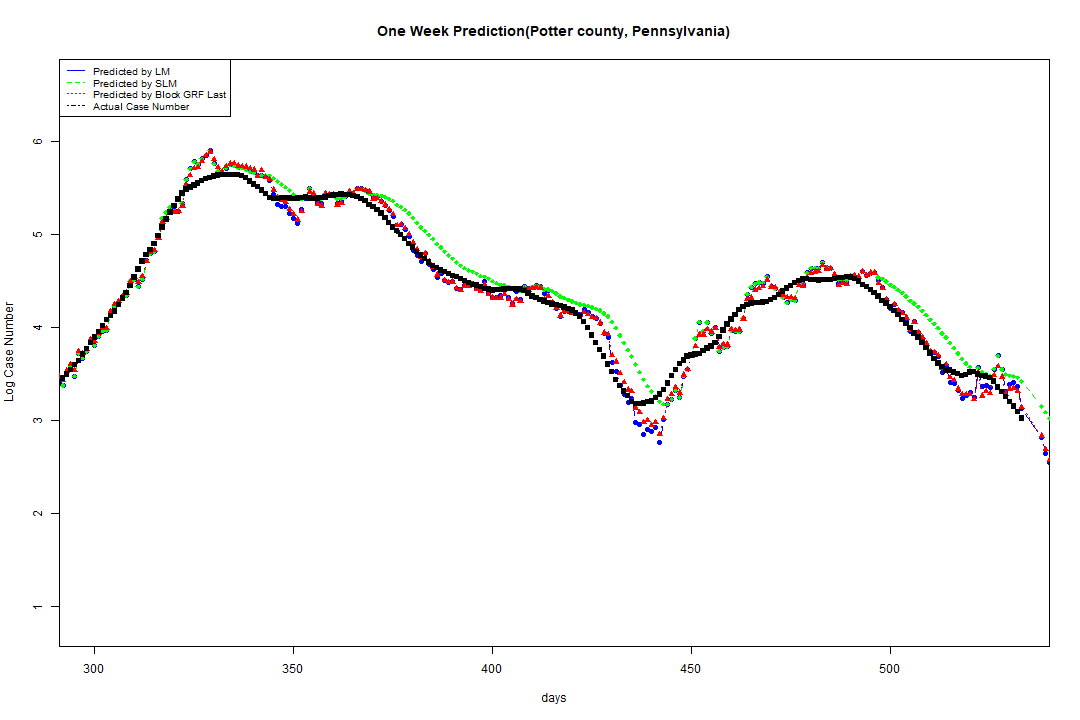 One Week Prediction(Potter county, Pennsylvania)
Predicted by LM
Predicted by SLM
Predicted by Block GRF Last
Actual Case Number
Log Case Number
6
5
4
3
2
1
300 350 400 450 500
days